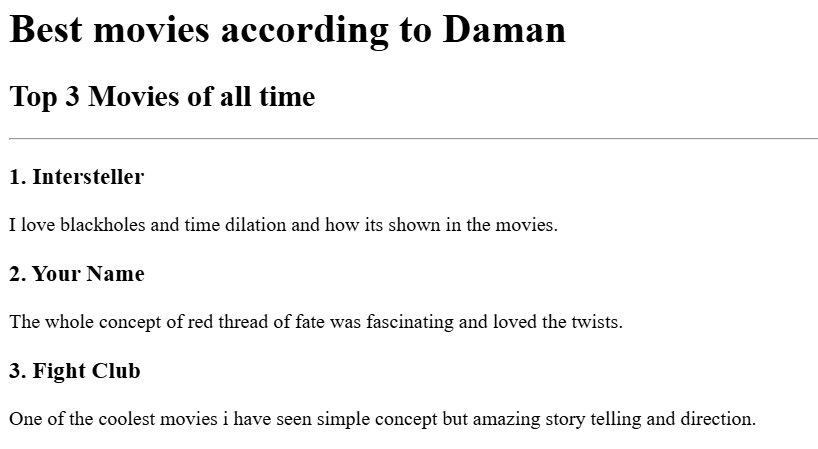 Best movies according to Daman
Top 3 Movies of all time
1. Intersteller
I love blackholes and time dilation and how its shown in the movies.
2. Your Name
The whole concept of red thread of fate was fascinating and loved the twists.
3. Fight Club
One of the coolest movies i have seen simple concept but amazing story telling and direction.